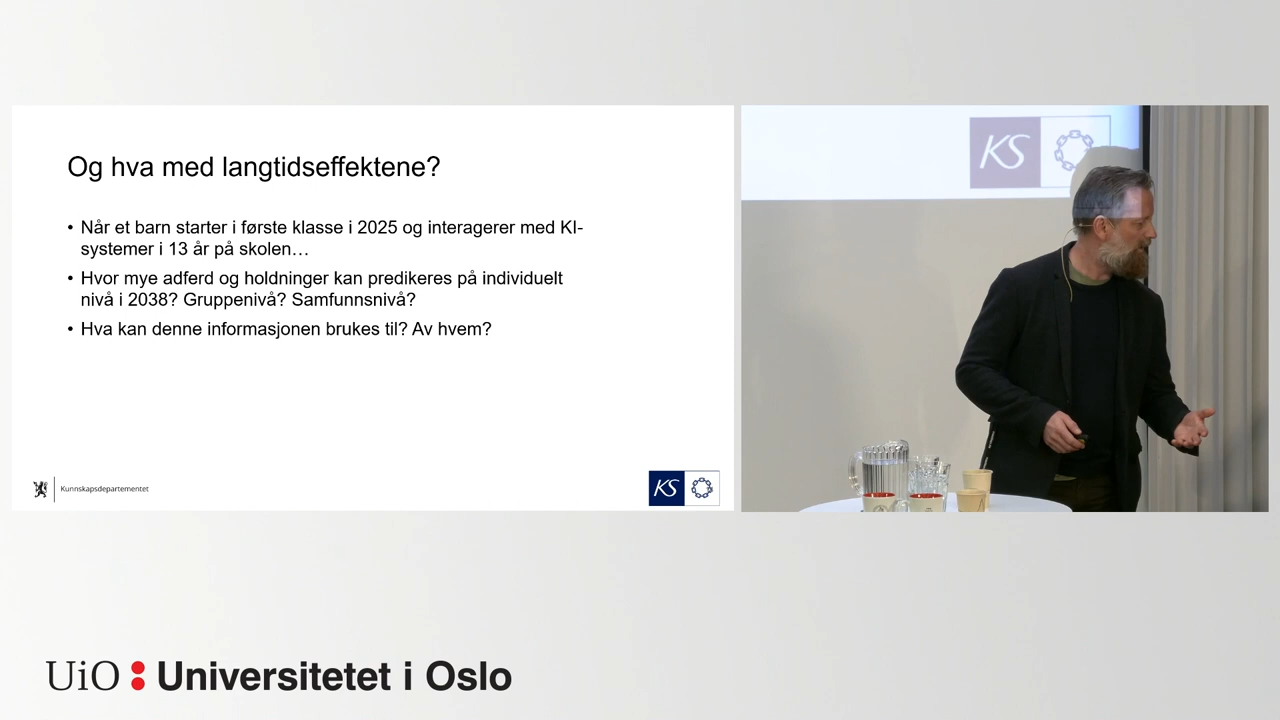 Og hva med langtidseffektene?
• Når et barn starter i første klasse i 2025 og interagerer med KI-
systemer i 13 år på skolen…
• Hvor mye adferd og holdninger kan predikeres på individuelt
nivå i 2038? Gruppenivå? Samfunnsnivå?
• Hva kan denne informasjonen brukes til? Av hvem?
Kunnskapsdepartementet
KS
KS
UiO : Universitetet i Oslo